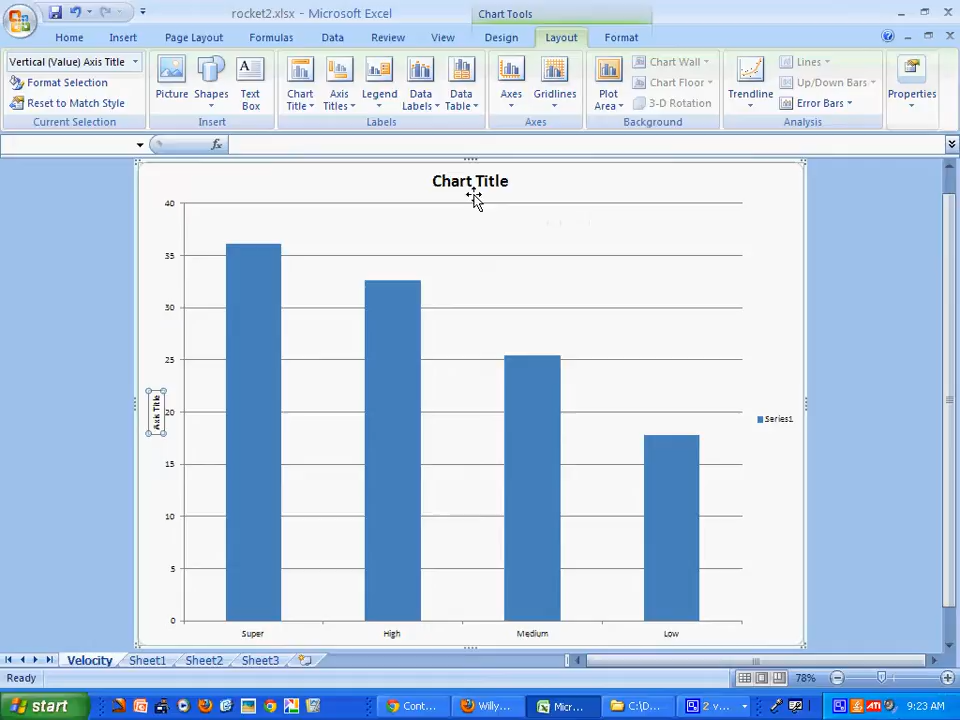 rocket2.xlsx - Microsoft Excel
Chart Tools
Home Insert Page Layout Formulas Data Review View Design Layout Format
Vertical (Value) Axis Title
Format Selection
Reset to Match Style
Current Selection
Picture Shapes Text Box
Insert
Chart Title Axis Titles Legend Data Labels Data Table
Labels
Axes Gridlines
Axes
Plot Area
Chart Wall
Chart Floor
3-D Rotation
Background
Trendline
Lines
Up/Down Bars
Error Bars
Analysis
Properties
fx
Chart Title
40
35
30
25
20
15
10
5
0
Axis Title
Super High Medium Low
Series1
Velocity Sheet1 Sheet2 Sheet3
Ready
78%
start
Cont...
Willy...
Micr...
C:\D...
2 v...
9:23 AM